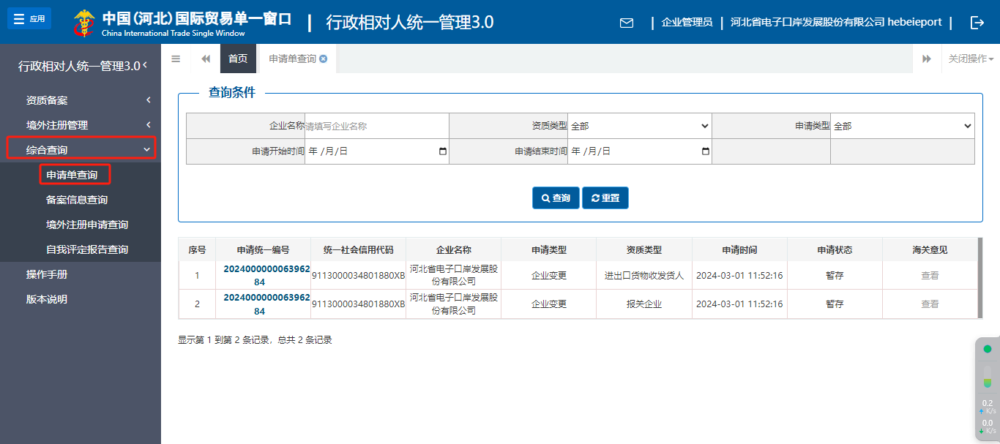 应用
中国(河北)国际贸易单一窗口
China International Trade Single Window
行政相对人统一管理3.0
企业管理员
河北省电子口岸发展股份有限公司 hebeieport
行政相对人统一管理3.0
资质备案
境外注册管理
综合查询
申请单查询
备案信息查询
境外注册申请查询
自我评定报告查询
操作手册
版本说明
首页
申请单查询
关闭操作
查询条件
企业名称 请填写企业名称 资质类型 全部 申请类型 全部
申请开始时间 年 /月/日 申请结束时间 年 /月/日
查询 重置
序号 申请统一编号 统一社会信用代码 企业名称 申请类型 资质类型 申请时间 申请状态 海关意见
1 2024000000063962
84 9113000034801880XB 河北省电子口岸发展股
份有限公司 企业变更 进出口货物收发货人 2024-03-01 11:52:16 暂存 查看
2 2024000000063962
84 9113000034801880XB 河北省电子口岸发展股
份有限公司 企业变更 报关企业 2024-03-01 11:52:16 暂存 查看
显示第 1 到第 2 条记录，总共 2 条记录
0.2
K/s
0.0
K/s